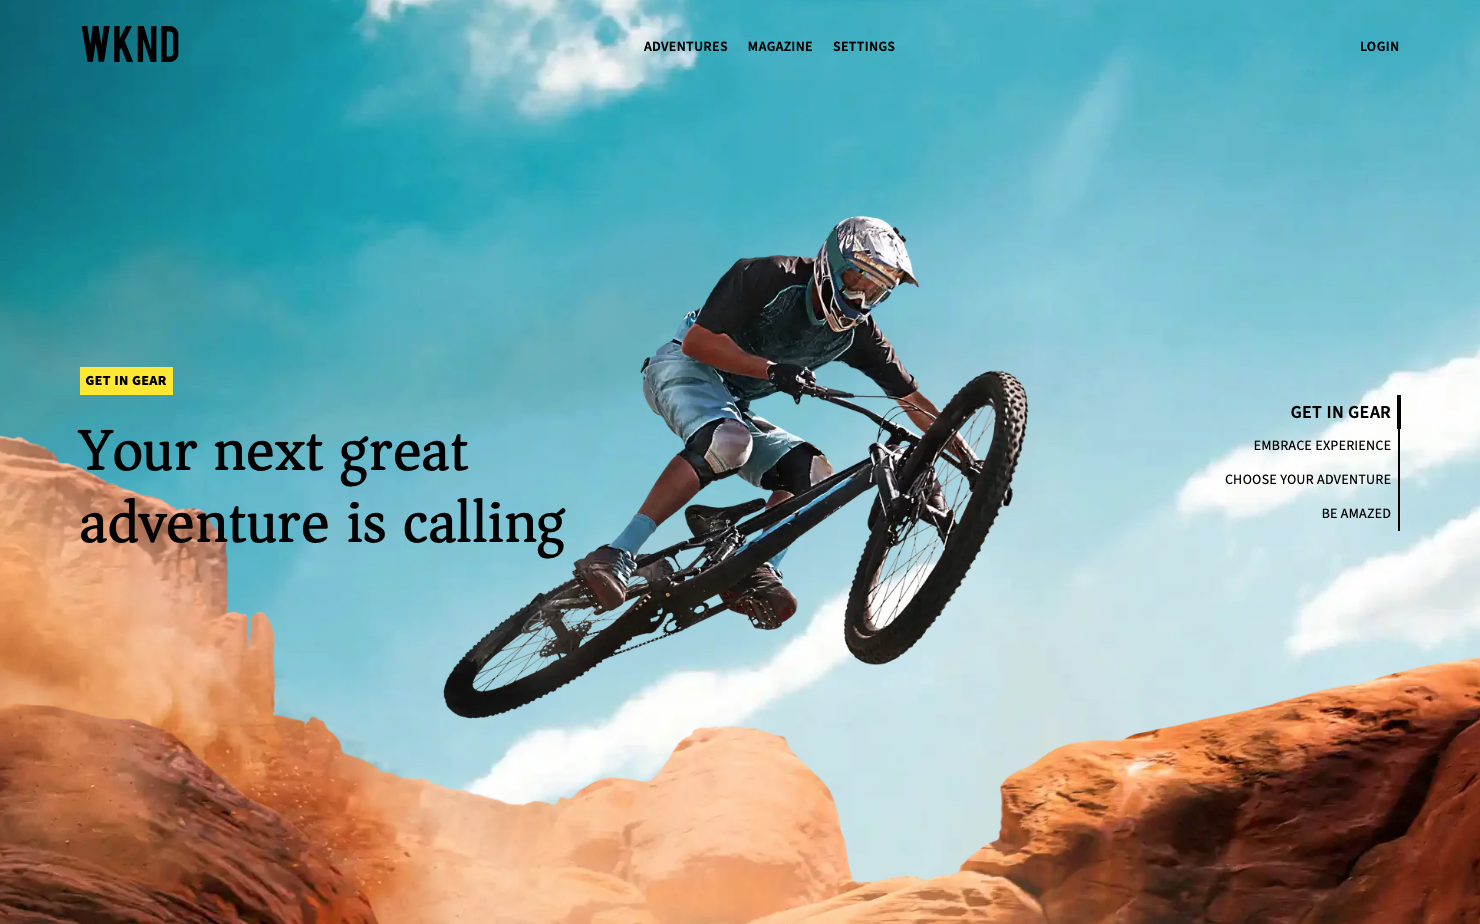 WKND
ADVENTURES MAGAZINE SETTINGS
LOGIN
GET IN GEAR
Your next great
adventure is calling
GET IN GEAR
EMBRACE EXPERIENCE
CHOOSE YOUR ADVENTURE
BE AMAZED